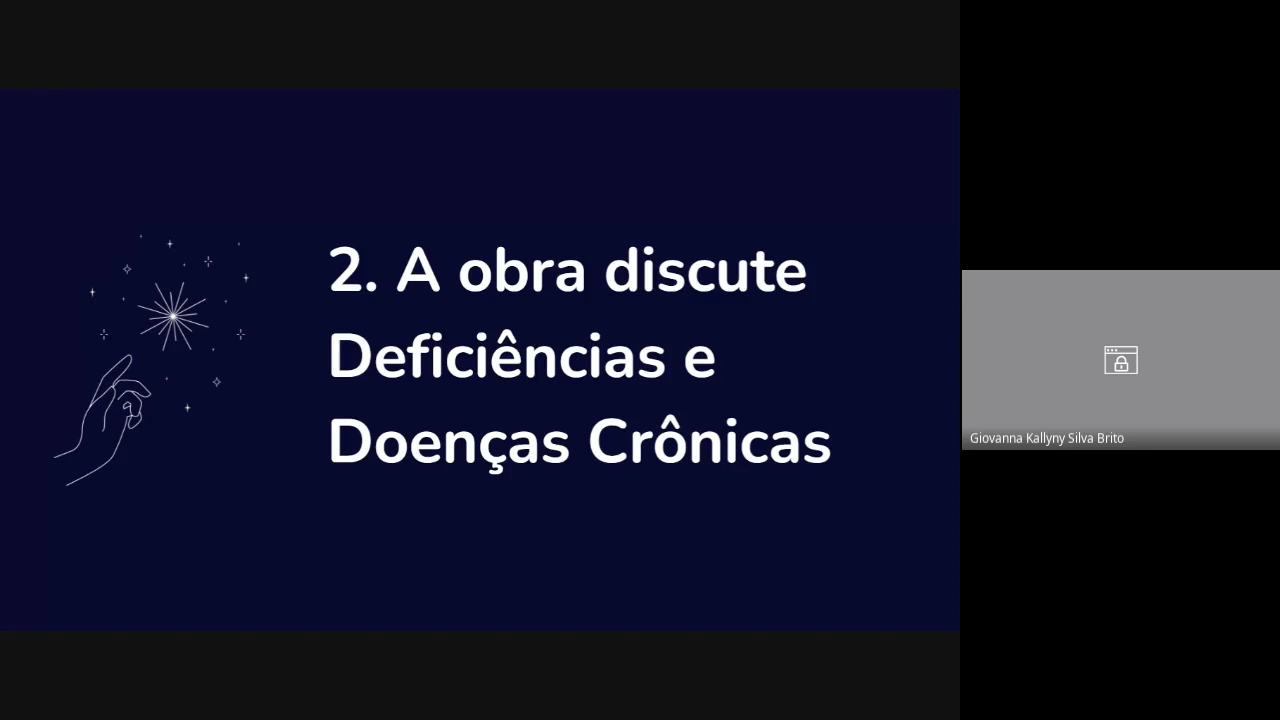 2. A obra discute
Deficiências e
Doenças Crônicas
Giovanna Kallyny Silva Brito